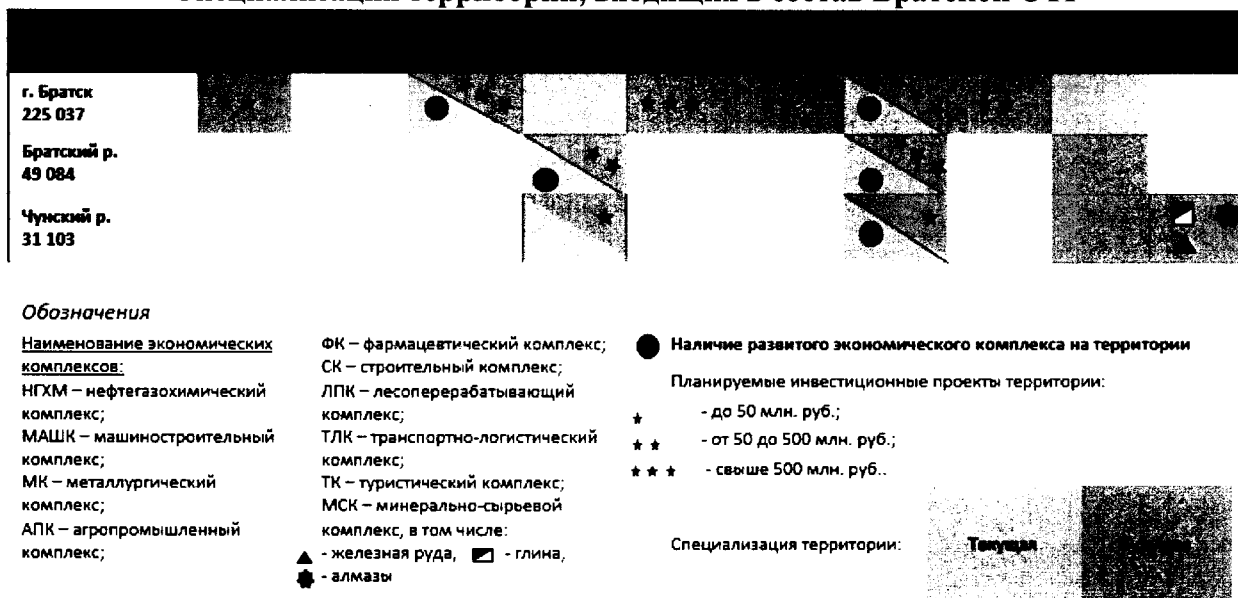 г. Братск
225 037
Братский р.
49 084
Чунский р.
31 103
Обозначения
Наименование экономических
комплексов:
НГХМ – нефтегазохимический
комплекс;
МАШК – машиностроительный
комплекс;
МК – металлургический
комплекс;
АПК – агропромышленный
комплекс;
ФК – фармацевтический комплекс;
СК – строительный комплекс;
ЛПК – лесоперерабатывающий
комплекс;
ТЛК – транспортно-логистический
комплекс;
ТК – туристический комплекс;
МСК – минерально-сырьевой
комплекс, в том числе:
- железная руда, - глина,
- алмазы
Наличие развитого экономического комплекса на территории
Планируемые инвестиционные проекты территории:
- до 50 млн. руб.;
- от 50 до 500 млн. руб.;
- свыше 500 млн. руб..
Специализация территории:
Текущая